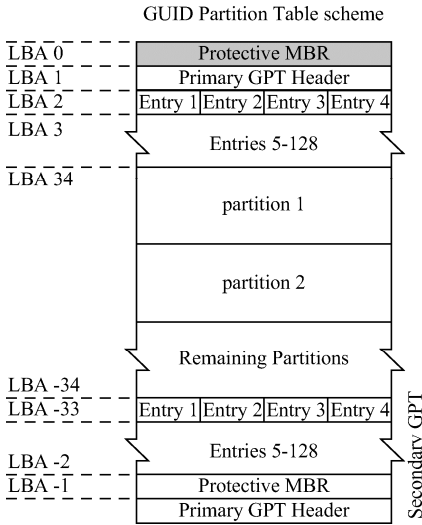 GUID Partition Table scheme
LBA 0
Protective MBR
LBA 1
Primary GPT Header
LBA 2
Entry 1 Entry 2 Entry 3 Entry 4
LBA 3
Entries 5-128
LBA 34
partition 1
partition 2
Remaining Partitions
LBA -34
LBA -33
Entry 1 Entry 2 Entry 3 Entry 4
Entries 5-128
LBA -2
LBA -1
Protective MBR
Primary GPT Header
Secondary GPT